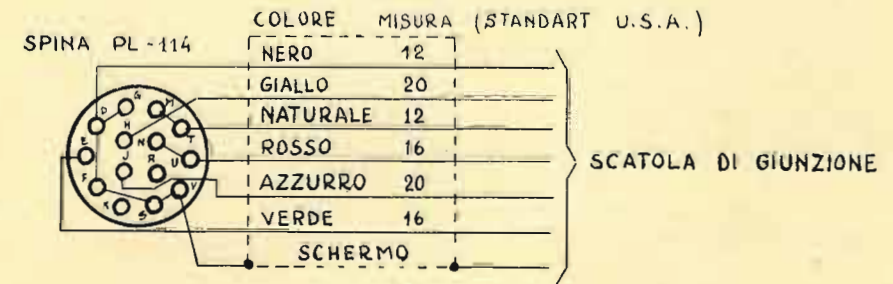 COLORE MISURA (STANDART U.S.A.)
SPINA PL-114
NERO 12
GIALLO 20
NATURALE 12
ROSSO 16
AZZURRO 20
VERDE 16
SCHERMO
SCATOLA DI GIUNZIONE
G
D M
H
E N T
J R U
F V
K S